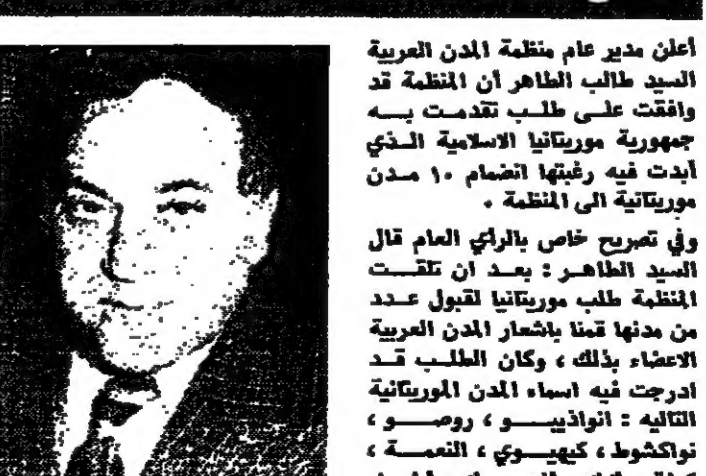 أعلن مدير عام منظمة المدن العربية
السيد طالب الطاهر أن المنظمة قد
وافقت على طلب تقدمت به
جمهورية موريتانيا الاسلامية الذي
أبدت فيه رغبتها انضمام ١٠ مدن
موريتانية الى المنظمة .
وفي تصريح خاص بالرأي العام قال
السيد الطاهر : بعد ان تلقت
المنظمة طلب موريتانيا لقبول عدد
من مدنها قمنا باشعار المدن العربية
الاعضاء بذلك ، وكان الطلب قد
ادرجت فيه اسماء المدن الموريتانية
التاليه : انواذيبو ، روصو ،
نواكشوط ، كيهيوي ، النعمة ،